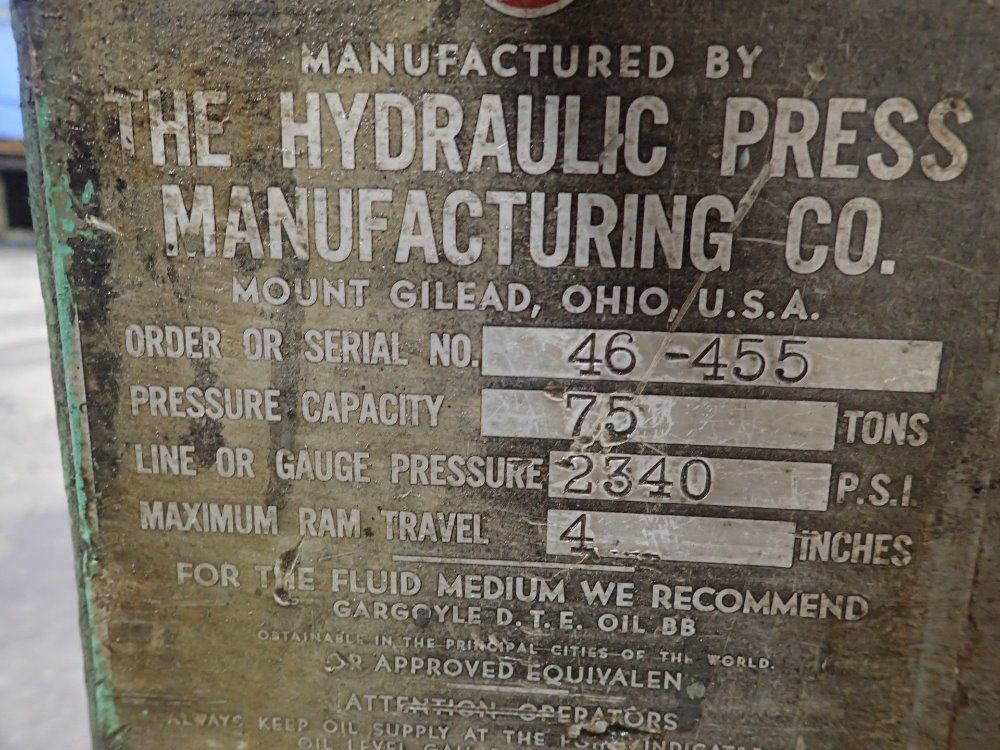 MANUFACTURED BY
THE HYDRAULIC PRESS
MANUFACTURING CO.
MOUNT GILEAD, OHIO, U.S.A.
ORDER OR SERIAL NO. 46-455
PRESSURE CAPACITY 75 TONS
LINE OR GAUGE PRESSURE 2340 P.S.I.
MAXIMUM RAM TRAVEL 4 INCHES
FOR THE FLUID MEDIUM WE RECOMMEND
GARGOYLE D.T.E. OIL BB
OBTAINABLE IN THE PRINCIPAL CITIES OF THE WORLD.
OR APPROVED EQUIVALEN
ATTENTION OPERATORS
ALWAYS KEEP OIL SUPPLY AT THE
OIL LEVEL